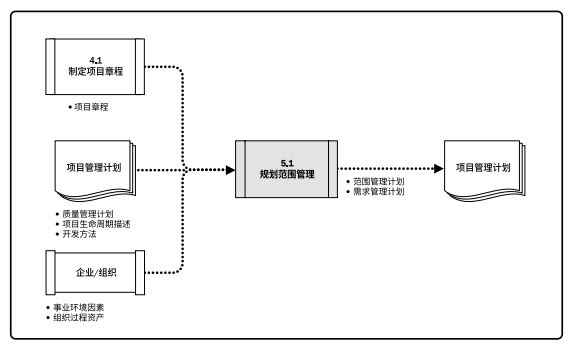 4.1
制定项目章程
• 项目章程
项目管理计划
• 质量管理计划
• 项目生命周期描述
• 开发方法
企业/组织
• 事业环境因素
• 组织过程资产
5.1
规划范围管理
• 范围管理计划
• 需求管理计划
项目管理计划